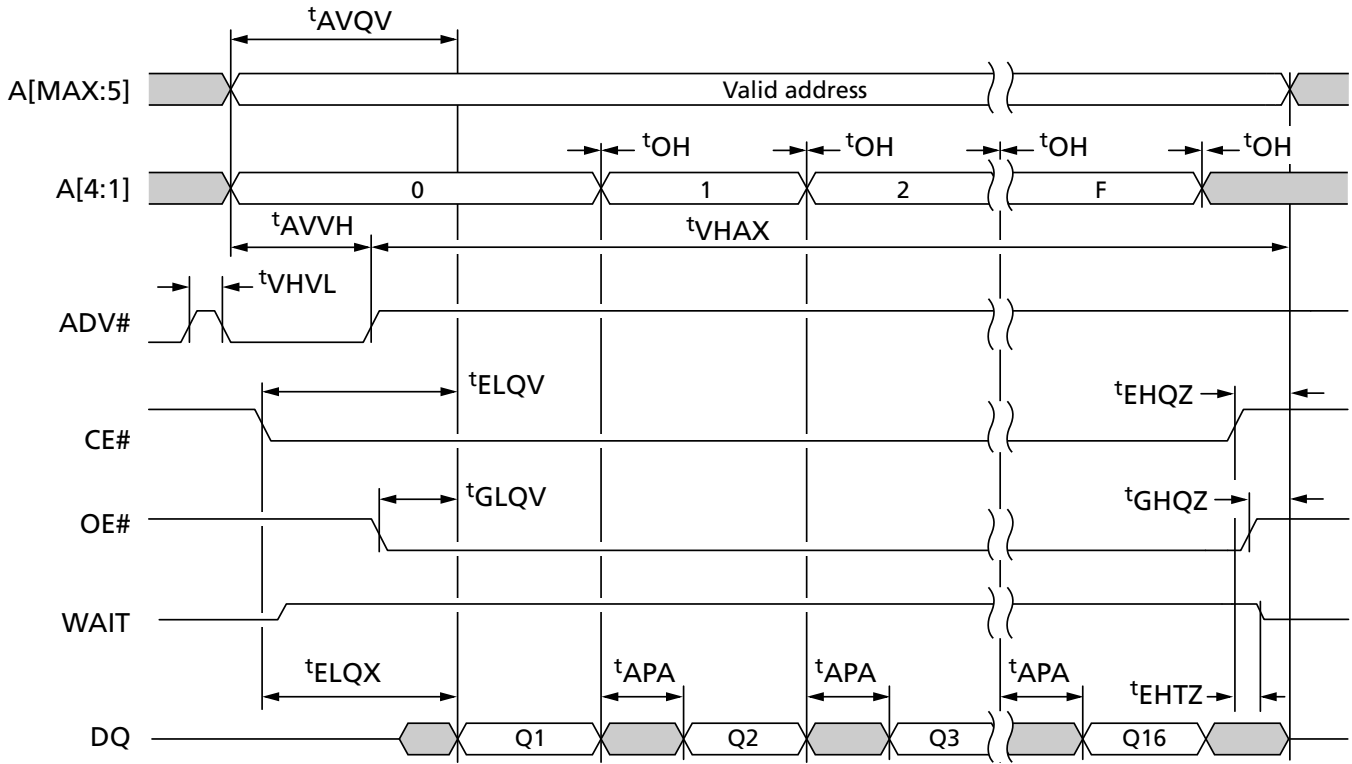 tAVQV
A[MAX:5] Valid address
tOH tOH tOH tOH
A[4:1] 0 1 2 F
tAVVH tVHAX
tVHVL
ADV#
tELQV tEHQZ
CE#
tGLQV tGHQZ
OE#
WAIT
tELQX tAPA tAPA tAPA tEHTZ
DQ Q1 Q2 Q3 Q16